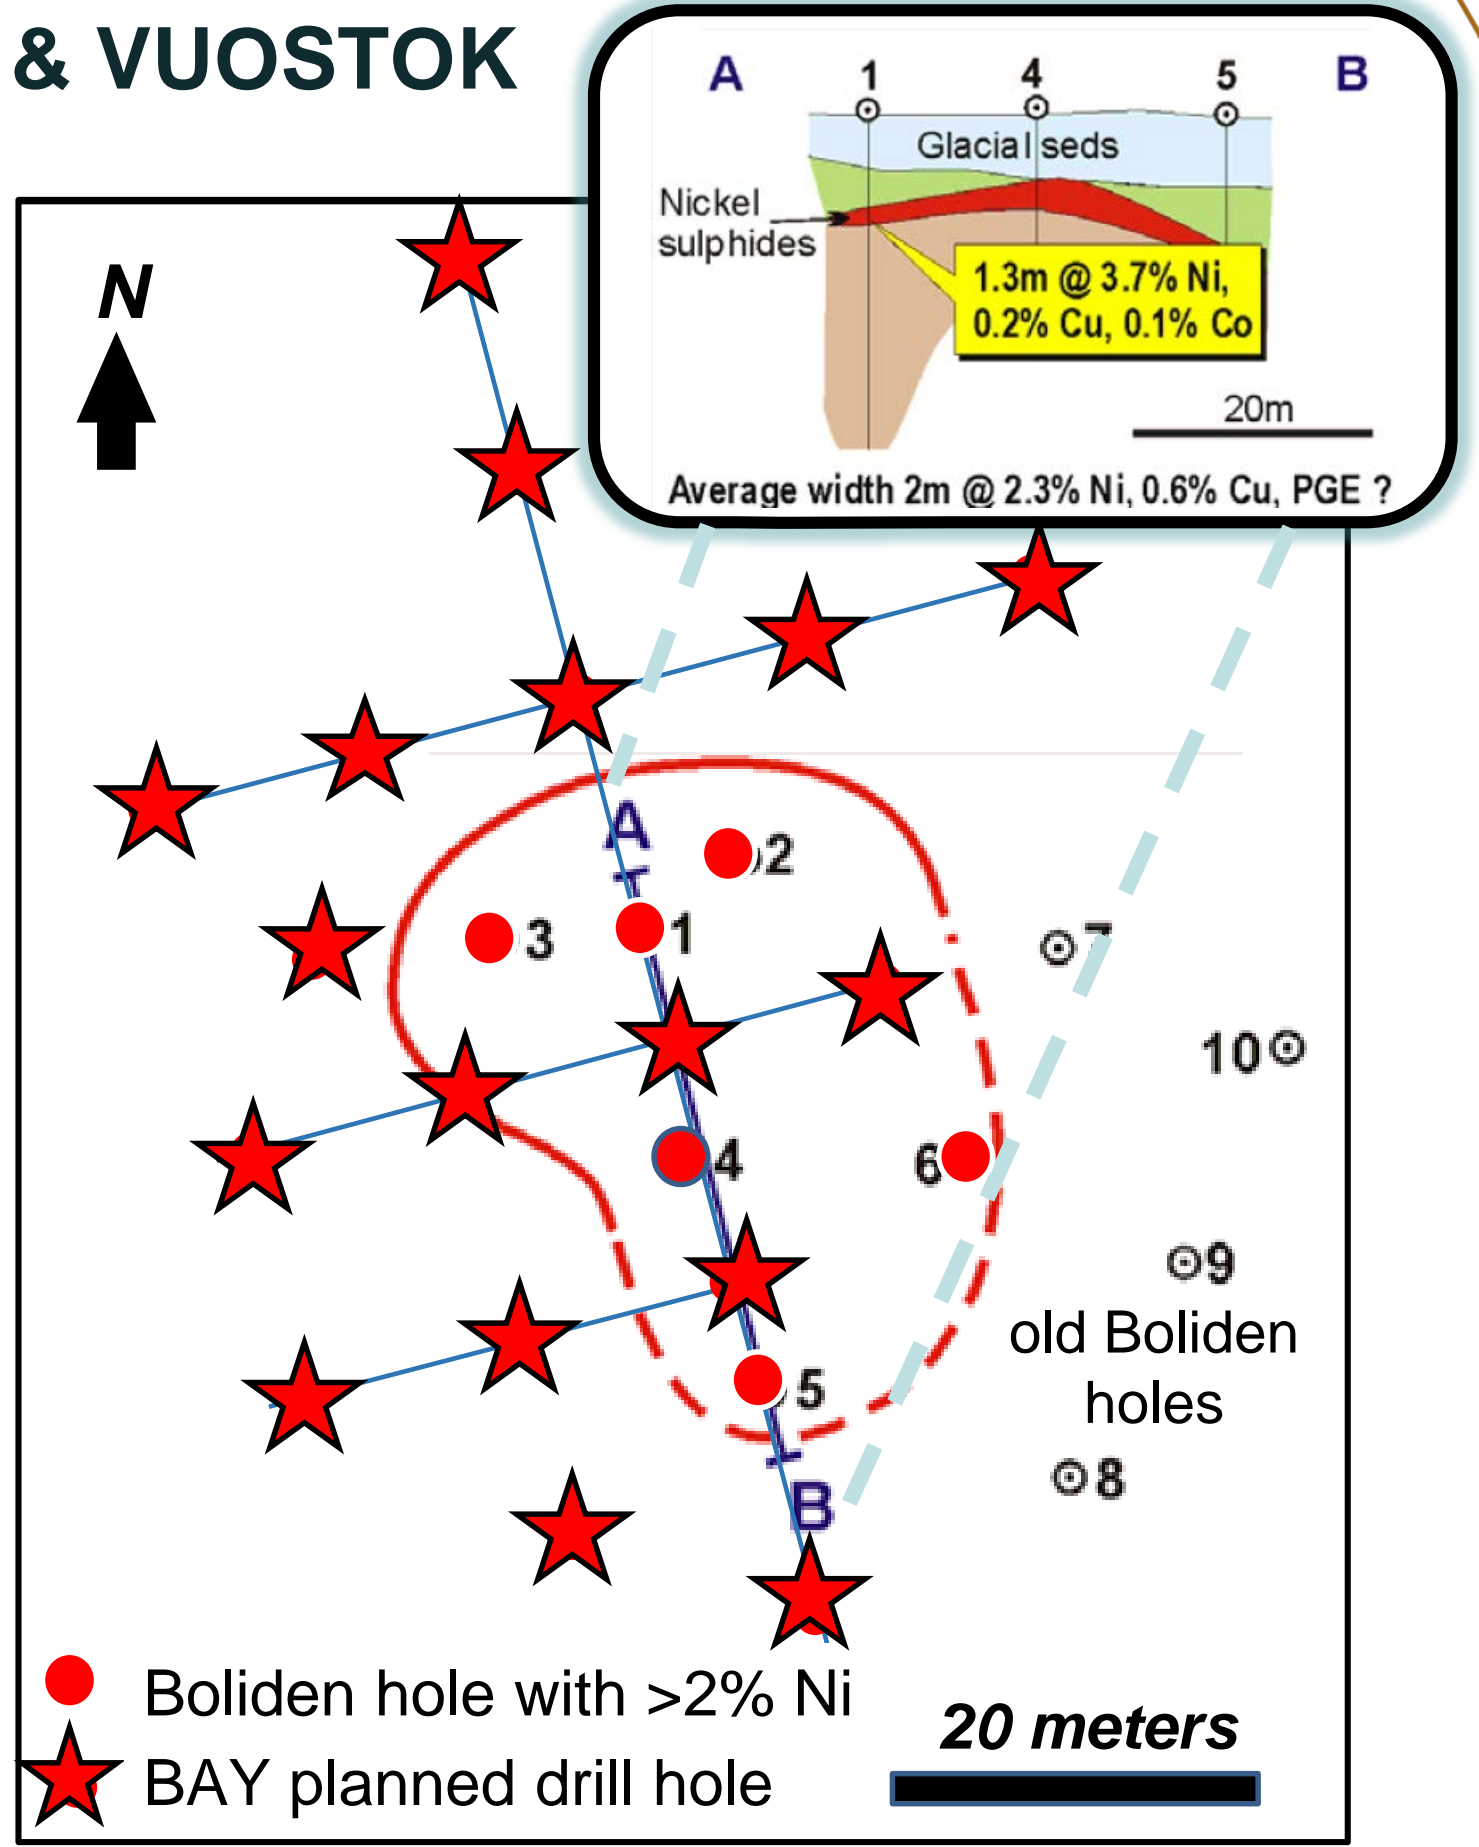 & VUOSTOK
A 1 4 5 B
Glacial seds
Nickel
sulphides
1.3m @ 3.7% Ni,
0.2% Cu, 0.1% Co
20m
Average width 2m @ 2.3% Ni, 0.6% Cu, PGE ?
N
A
2
3
1
7
10
4
6
9
old Boliden
holes
5
8
B
Boliden hole with >2% Ni
20 meters
BAY planned drill hole